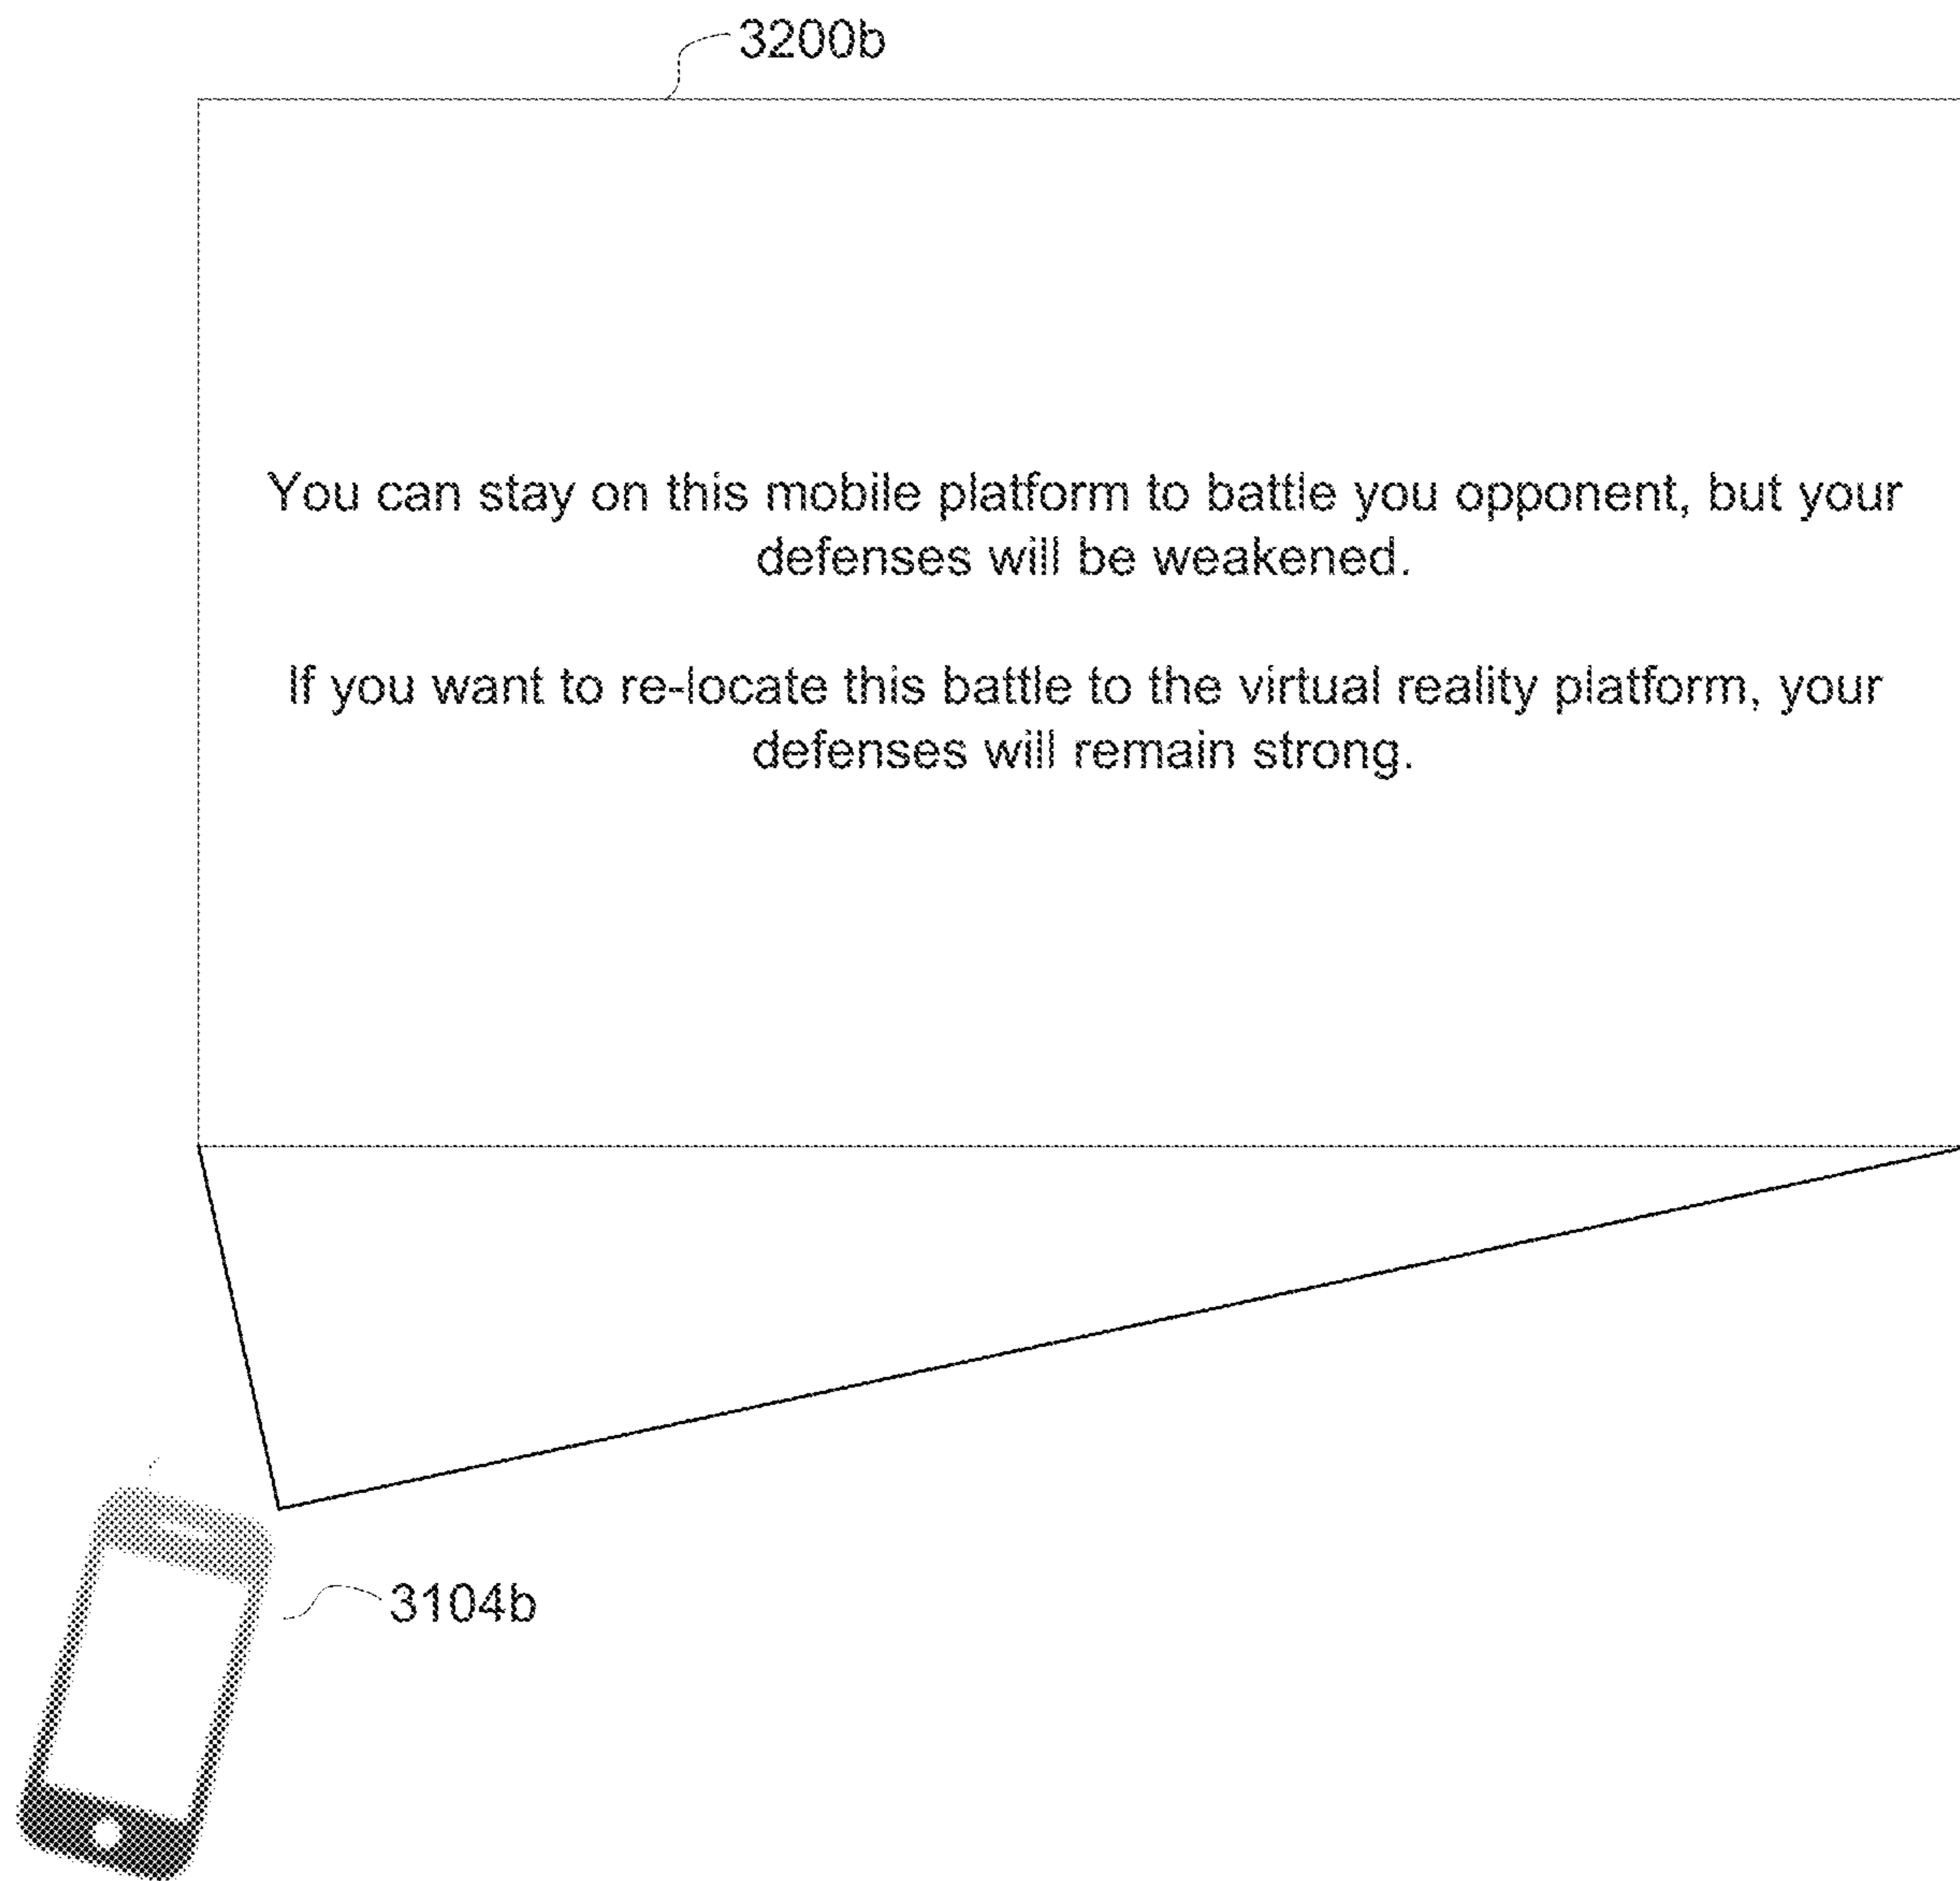 3200b
You can stay on this mobile platform to battle you opponent, but your
defenses will be weakened.
If you want to re-locate this battle to the virtual reality platform, your
defenses will remain strong.
3104b